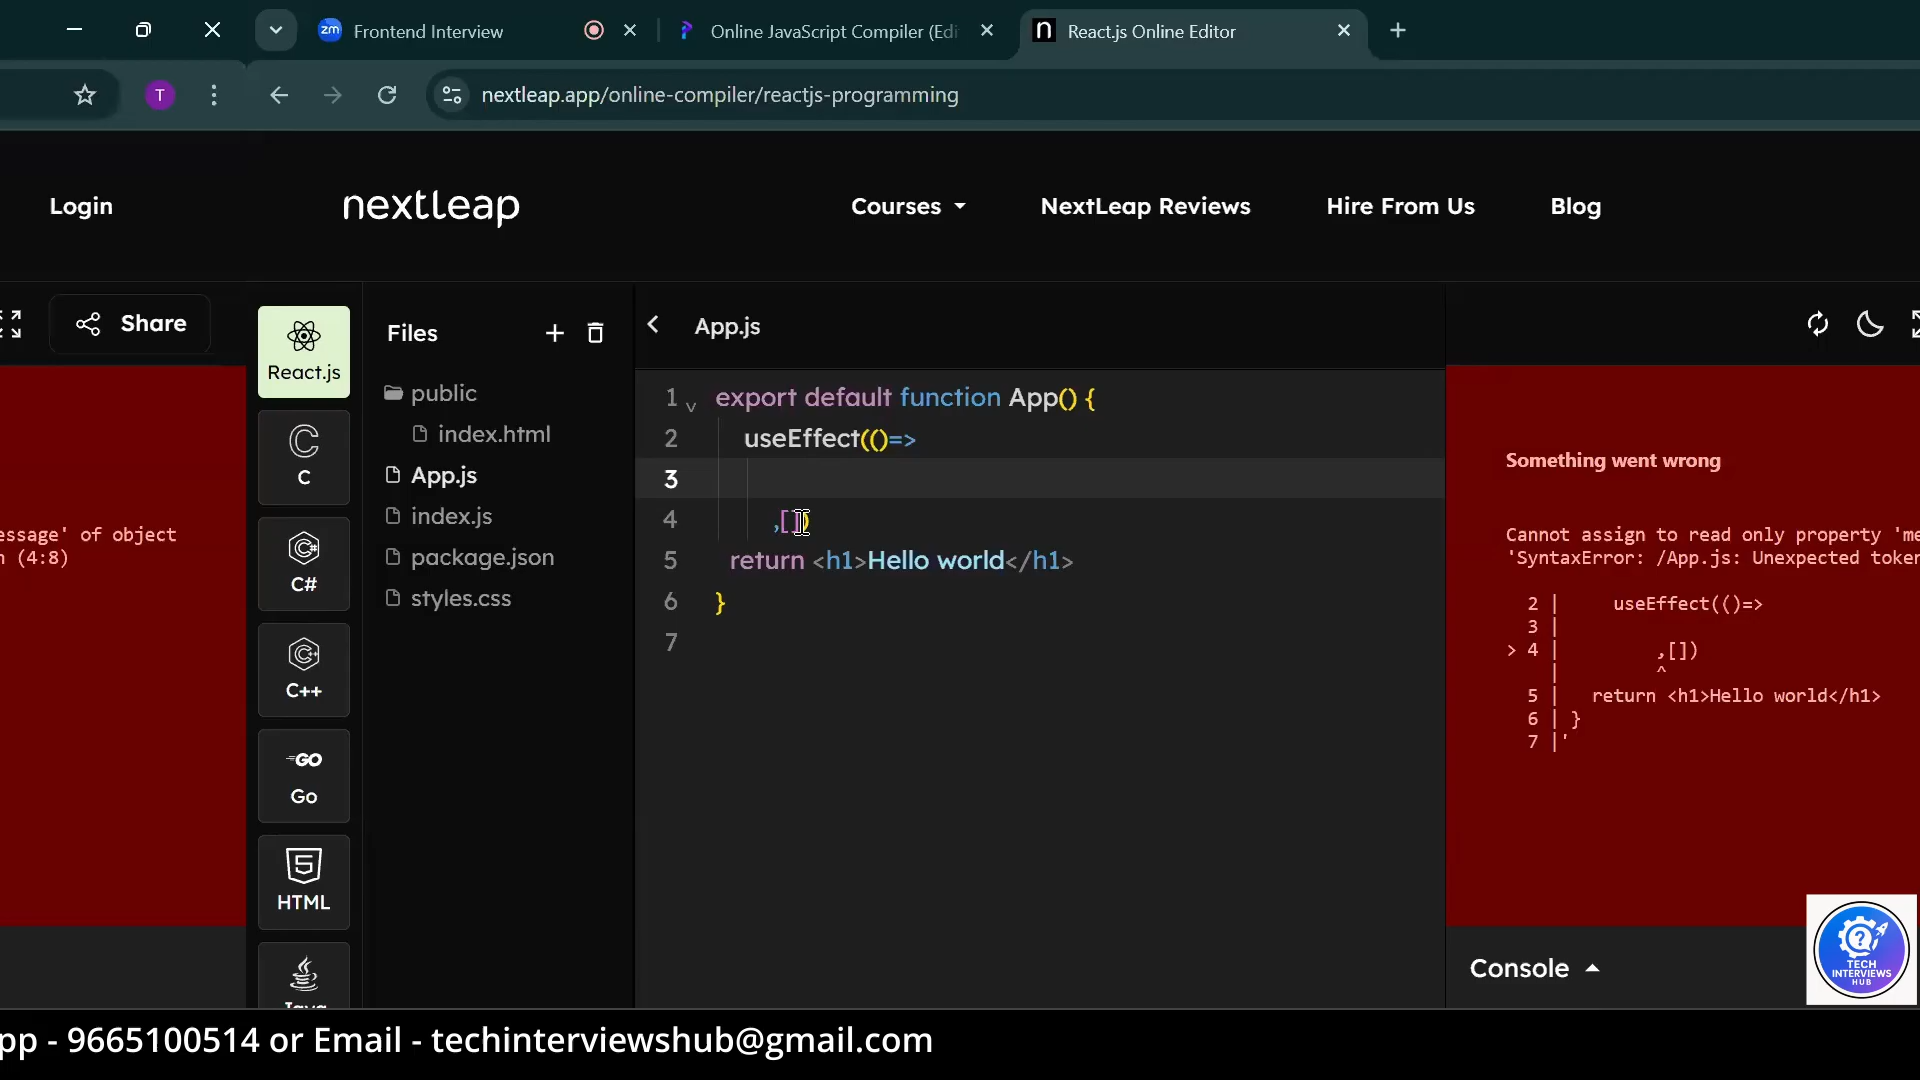 zm Frontend Interview
Online JavaScript Compiler (Edi
n React.js Online Editor
T
nextleap.app/online-compiler/reactjs-programming
Login
nextleap
Courses
NextLeap Reviews
Hire From Us
Blog
Share
React.js
C
C#
C++
GO
Go
5
HTML
Java
Files
public
index.html
App.js
index.js
package.json
styles.css
App.js
1 export default function App() {
2 useEffect(()=>
3
4 ,[])
5 return <h1>Hello world</h1>
6 }
7
essage' of object
n (4:8)
Something went wrong
Cannot assign to read only property 'me
'SyntaxError: /App.js: Unexpected token
2 | useEffect(()=>
3 |
> 4 | ,[])
| ^
5 | return <h1>Hello world</h1>
6 | }
7 |'
Console
?
TECH
INTERVIEWS
HUB
pp - 9665100514 or Email - techinterviewshub@gmail.com